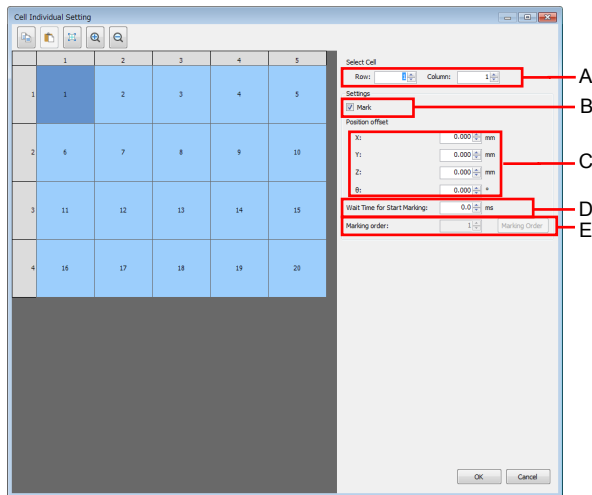 Cell Individual Setting
1 2 3 4 5
1 1 2 3 4 5
2 6 7 8 9 10
3 11 12 13 14 15
4 16 17 18 19 20
Select Cell
Row: 1 Column: 1 A
Settings
Mark B
Position offset
X: 0.000 mm
Y: 0.000 mm
C
Z: 0.000 mm
θ: 0.000 °
Wait Time for Start Marking: 0.0 ms D
Marking order: 1 Marking Order E
OK Cancel